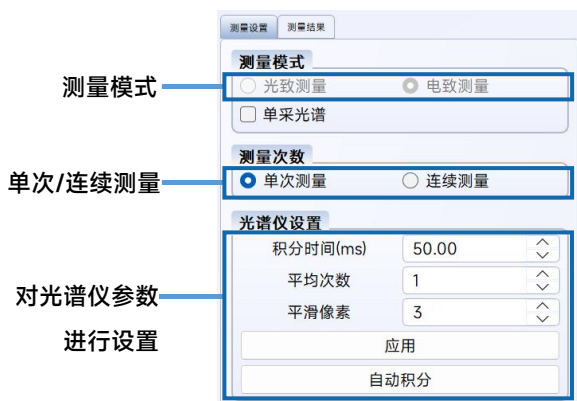 测量设置 测量结果
测量模式
测量模式
光致测量 电致测量
单采光谱
测量次数
单次/连续测量
单次测量 连续测量
光谱仪设置
积分时间(ms) 50.00
平均次数 1
对光谱仪参数
进行设置
平滑像素 3
应用
自动积分